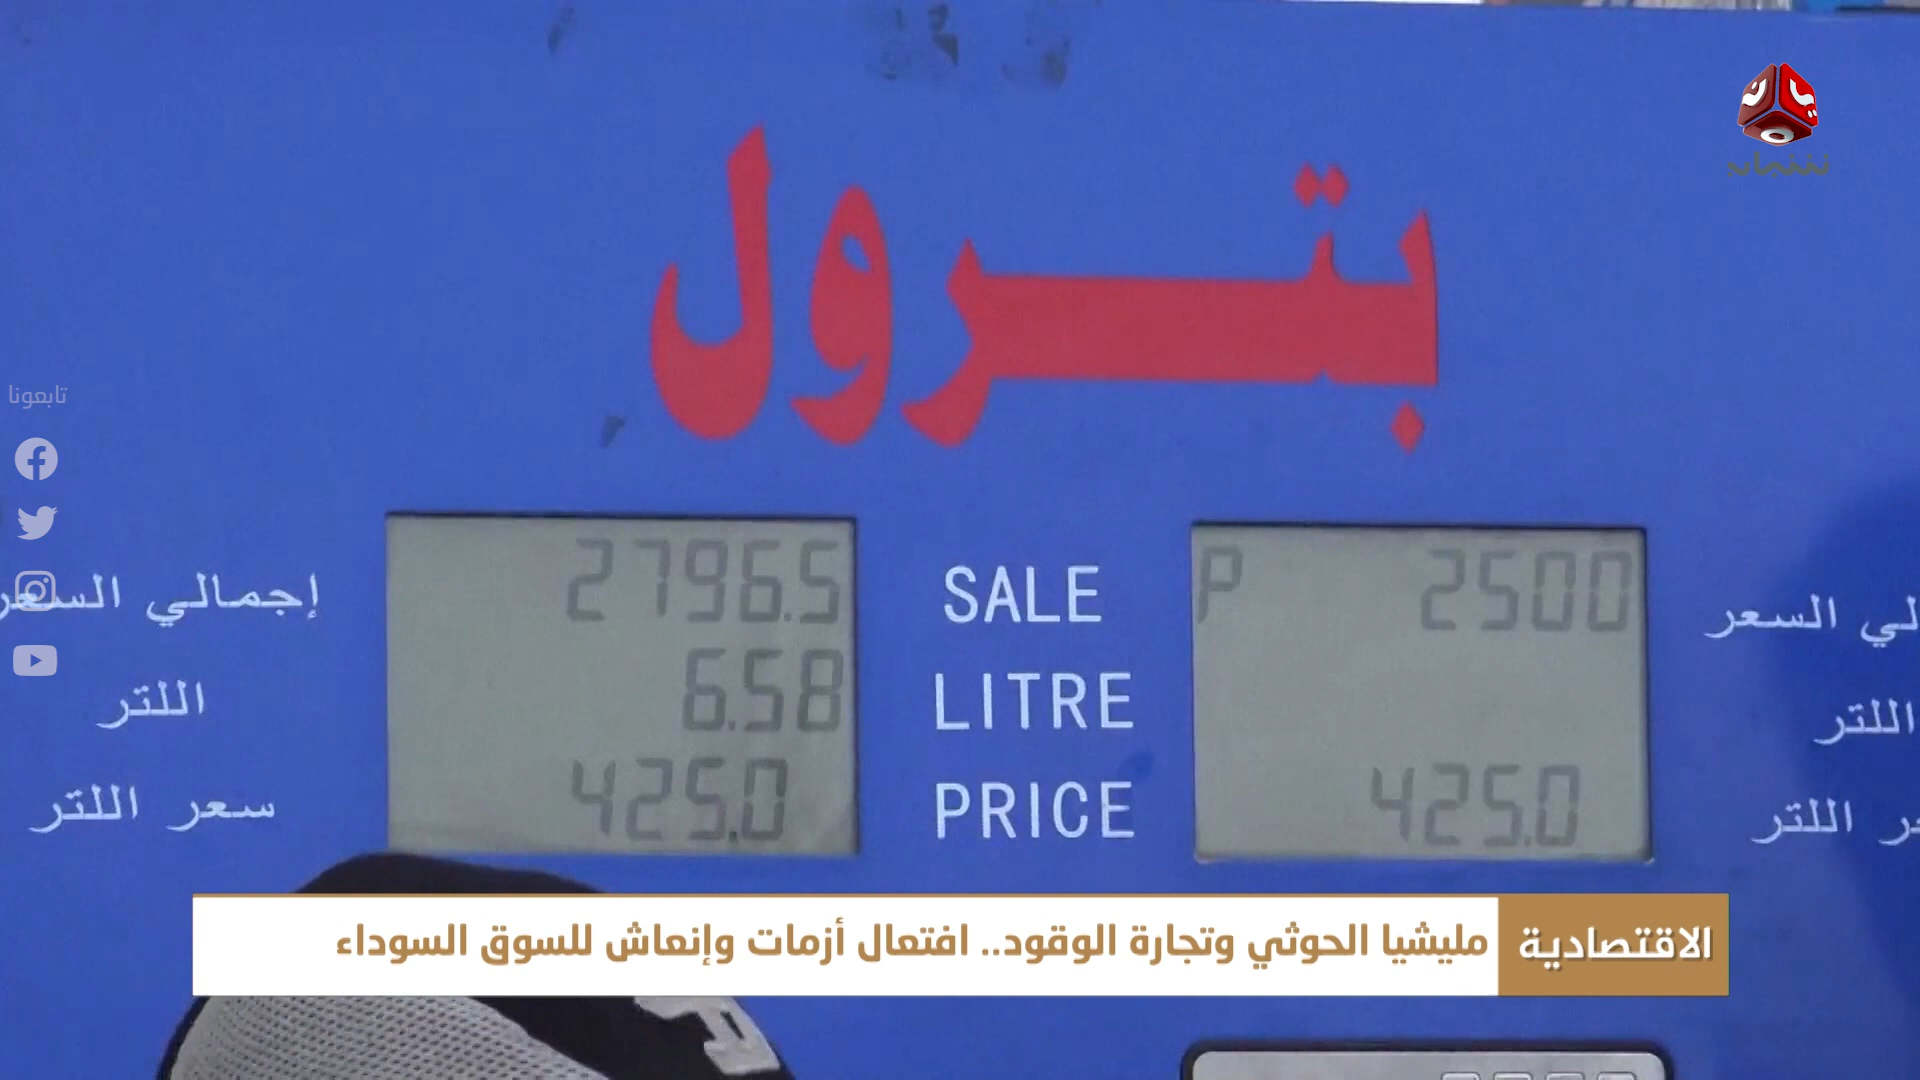 بترول
تابعونا
إجمالي السعر
2796.5
SALE
P 2500
لي السعر
اللتر
6.58
LITRE
اللتر
سعر اللتر
425.0
PRICE
425.0
ر اللتر
الاقتصادية
مليشيا الحوثي وتجارة الوقود.. افتعال أزمات وإنعاش للسوق السوداء